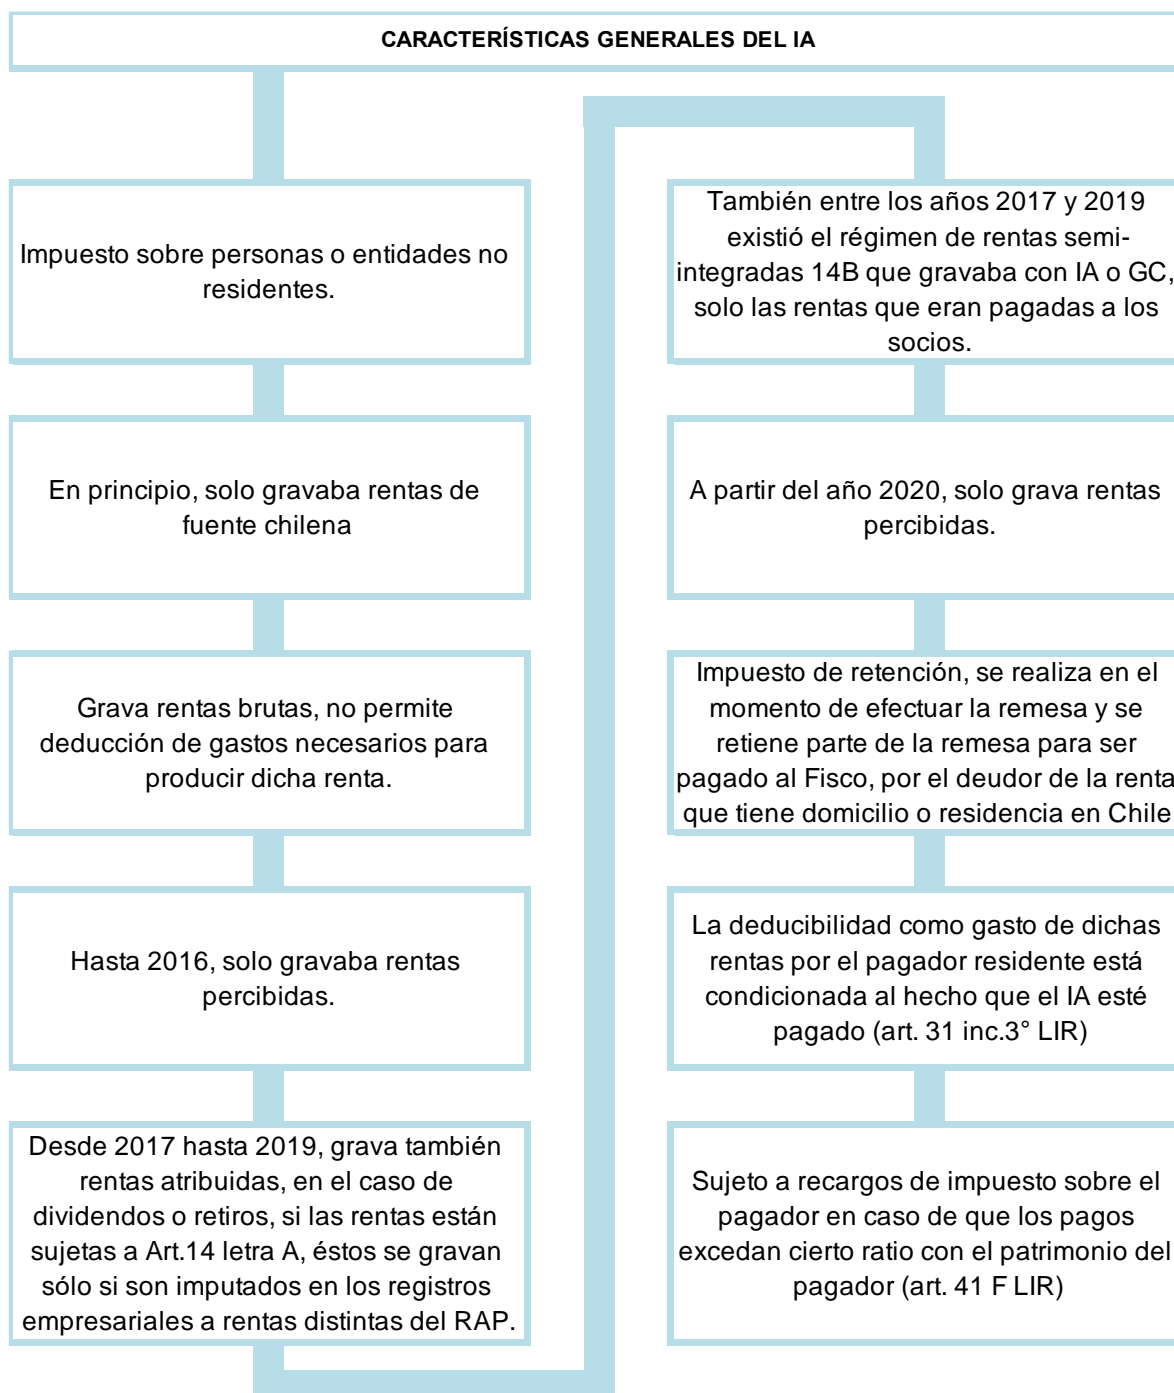 CARACTERÍSTICAS GENERALES DEL IA
Impuesto sobre personas o entidades no
residentes.
En principio, solo gravaba rentas de
fuente chilena
Grava rentas brutas, no permite
deducción de gastos necesarios para
producir dicha renta.
Hasta 2016, solo gravaba rentas
percibidas.
Desde 2017 hasta 2019, grava también
rentas atribuidas, en el caso de
dividendos o retiros, si las rentas están
sujetas a Art.14 letra A, éstos se gravan
sólo si son imputados en los registros
empresariales a rentas distintas del RAP.
También entre los años 2017 y 2019
existió el régimen de rentas semi-
integradas 14B que gravaba con IA o GC,
solo las rentas que eran pagadas a los
socios.
A partir del año 2020, solo grava rentas
percibidas.
Impuesto de retención, se realiza en el
momento de efectuar la remesa y se
retiene parte de la remesa para ser
pagado al Fisco, por el deudor de la renta
que tiene domicilio o residencia en Chile
La deducibilidad como gasto de dichas
rentas por el pagador residente está
condicionada al hecho que el IA esté
pagado (art. 31 inc.3° LIR)
Sujeto a recargos de impuesto sobre el
pagador en caso de que los pagos
excedan cierto ratio con el patrimonio del
pagador (art. 41 F LIR)